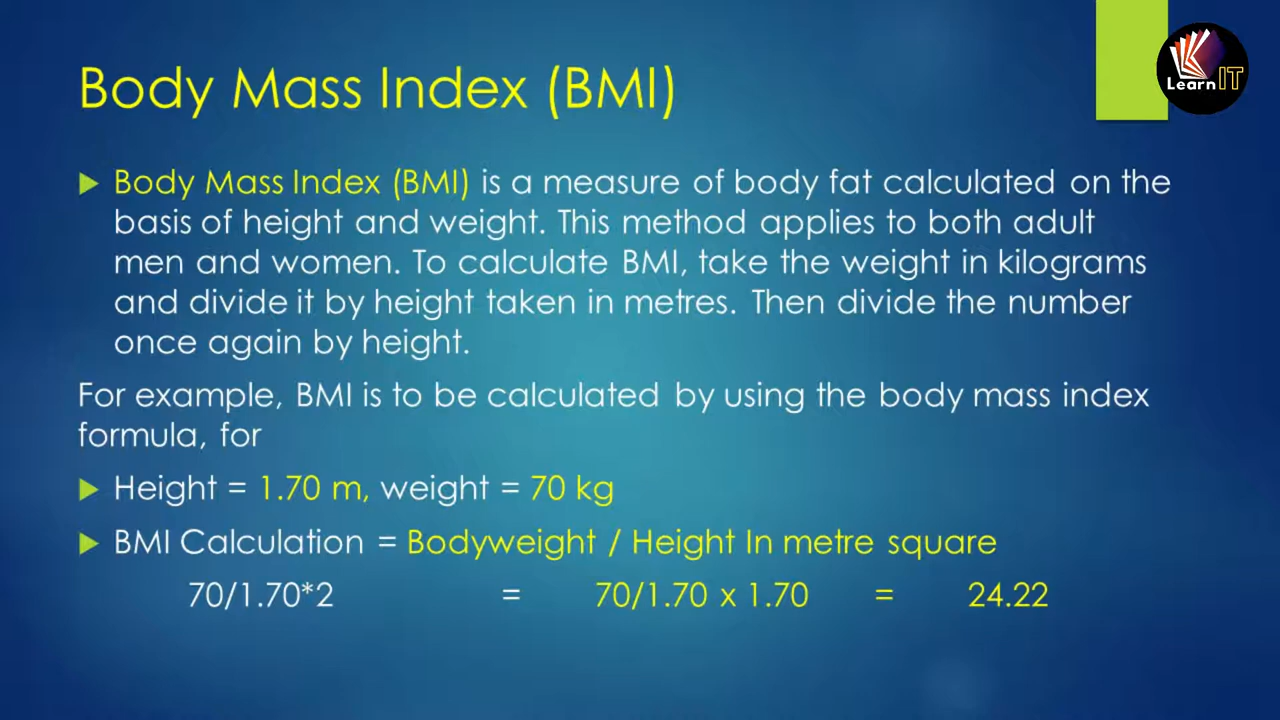 Body Mass Index (BMI)
Learn IT
Body Mass Index (BMI) is a measure of body fat calculated on the
basis of height and weight. This method applies to both adult
men and women. To calculate BMI, take the weight in kilograms
and divide it by height taken in metres. Then divide the number
once again by height.
For example, BMI is to be calculated by using the body mass index
formula, for
Height = 1.70 m, weight = 70 kg
BMI Calculation = Bodyweight / Height In metre square
70/1.70*2 = 70/1.70 x 1.70 = 24.22